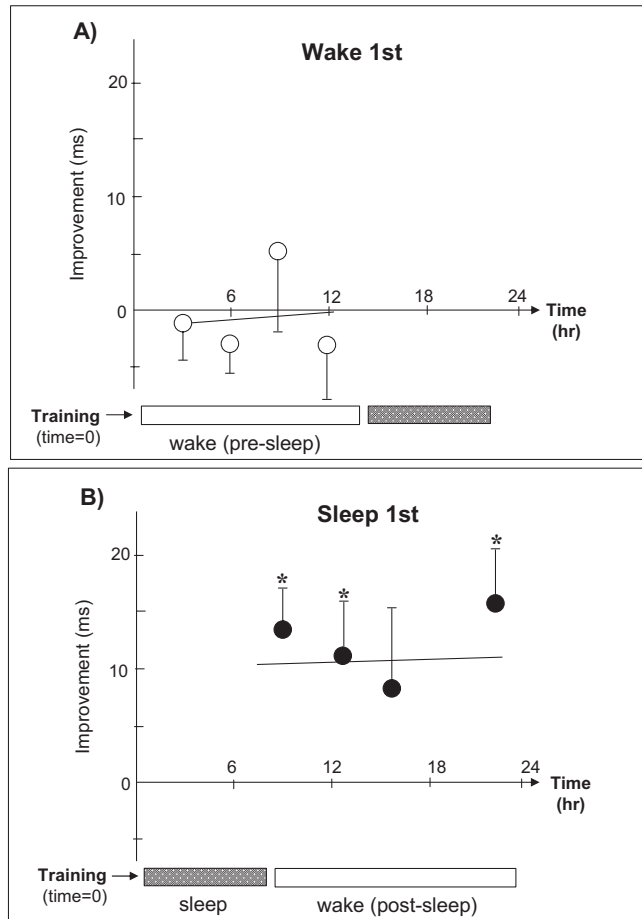 A)
Wake 1st
20
Improvement (ms)
10
0
6
12
18
24
Time
(hr)
Training
(time=0)
wake (pre-sleep)
B)
Sleep 1st
20
*
*
*
Improvement (ms)
10
0
6
12
18
24
Time
(hr)
Training
(time=0)
sleep
wake (post-sleep)